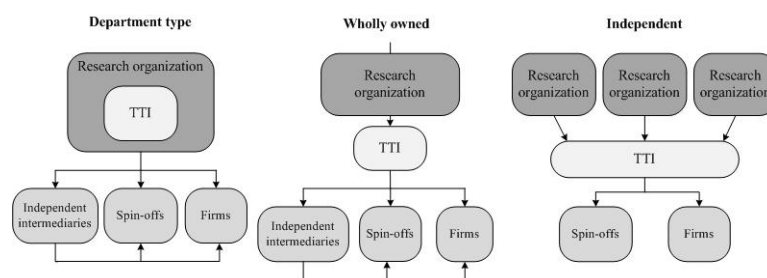 Department type
Research organization
TTI
Independent
intermediaries
Spin-offs
Firms
Wholly owned
Research
organization
TTI
Independent
intermediaries
Spin-offs
Firms
Independent
Research
organization
Research
organization
Research
organization
TTI
Spin-offs
Firms